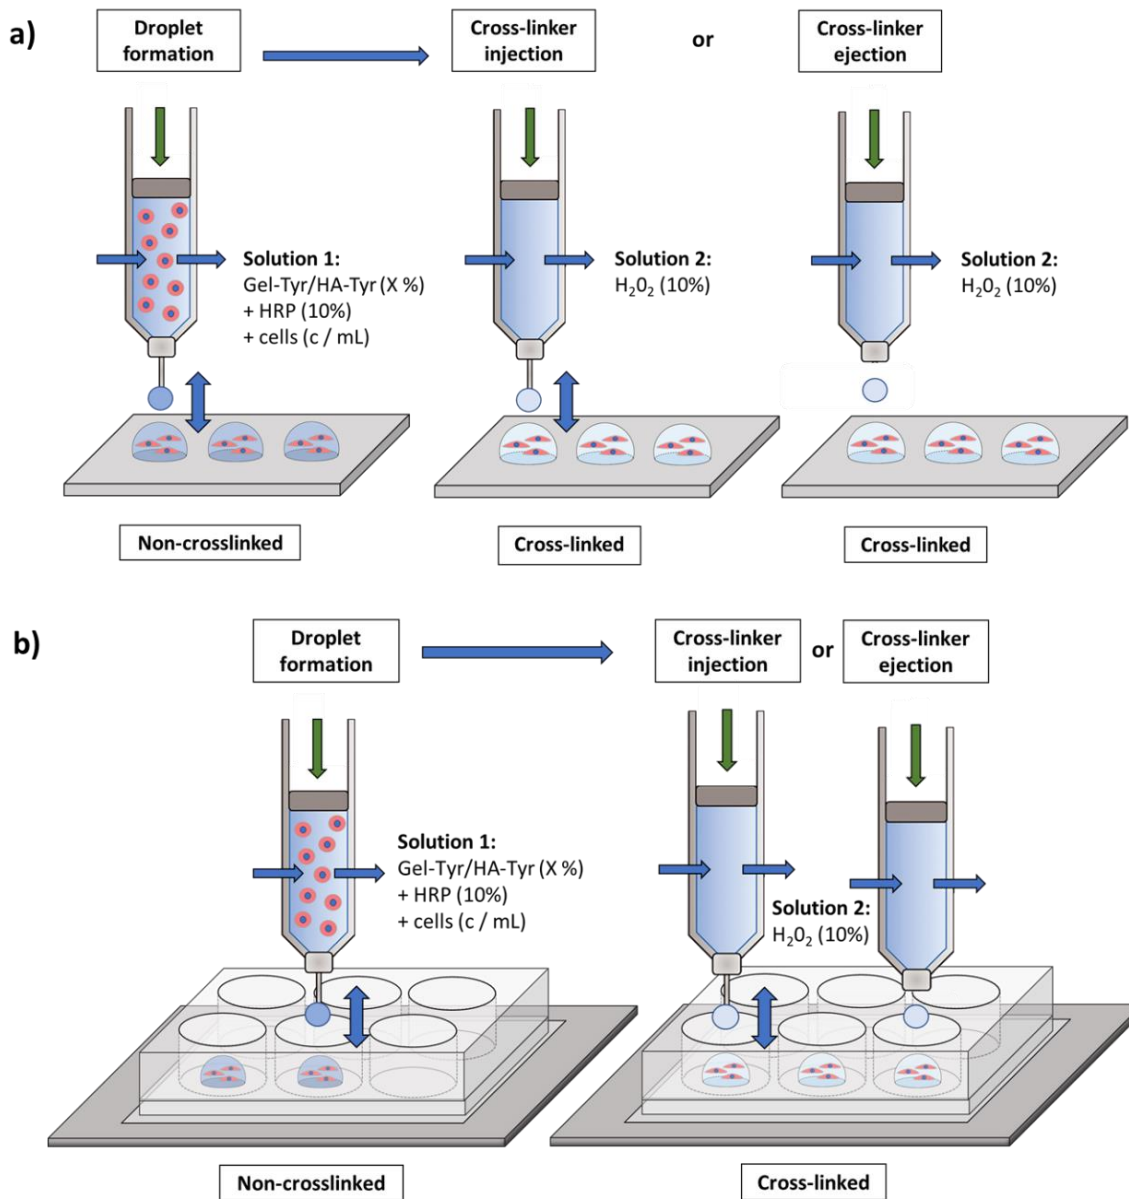 a)
Droplet
formation
Cross-linker
injection
or
Cross-linker
ejection
Solution 1:
Gel-Tyr/HA-Tyr (X %)
+ HRP (10%)
+ cells (c / mL)
Solution 2:
H₂O₂ (10%)
Solution 2:
H₂O₂ (10%)
Non-crosslinked
Cross-linked
Cross-linked
b)
Droplet
formation
Cross-linker
injection
or
Cross-linker
ejection
Solution 1:
Gel-Tyr/HA-Tyr (X %)
+ HRP (10%)
+ cells (c / mL)
Solution 2:
H₂0₂ (10%)
Non-crosslinked
Cross-linked